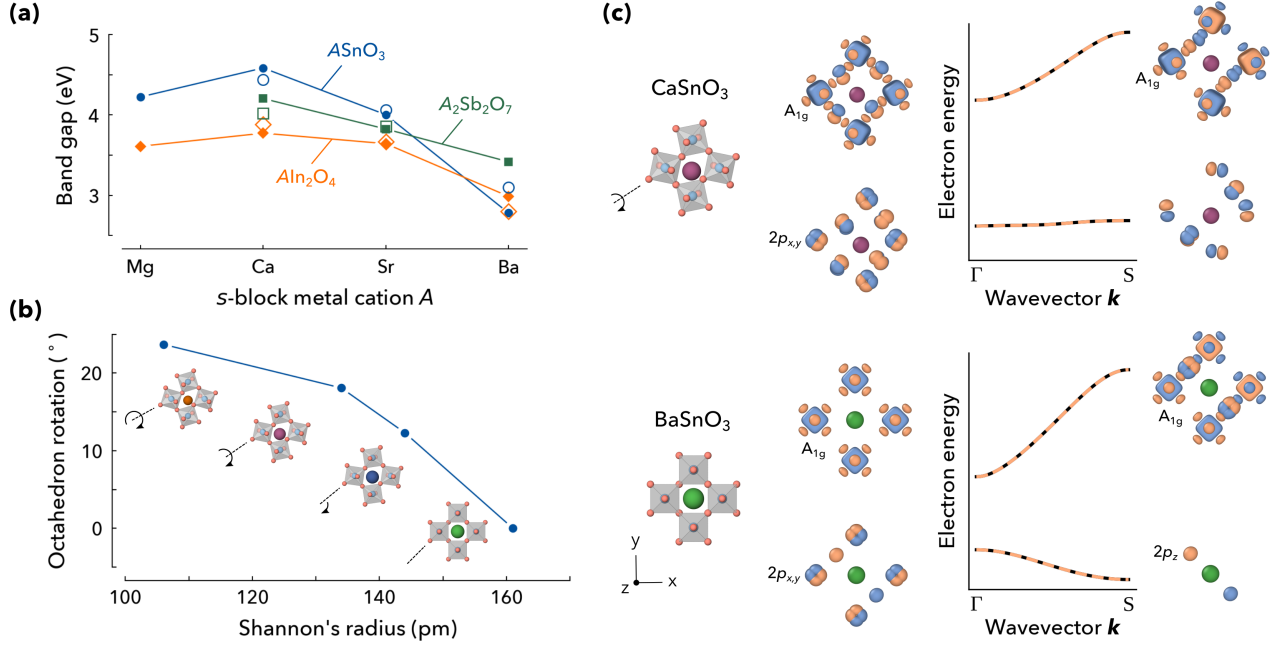 (a)
5
4
3
Band gap (eV)
ASnO₃
A₂Sb₂O₇
AIn₂O₄
Mg Ca Sr Ba
s-block metal cation A
(b)
20
10
0
Octahedron rotation (°)
100 120 140 160
Shannon's radius (pm)
(c)
CaSnO₃
A₁g
2pₓ,ᵧ
Electron energy
Γ S
Wavevector k
A₁g
BaSnO₃
y
z x
A₁g
2pₓ,ᵧ
Electron energy
Γ S
Wavevector k
A₁g
2p_z